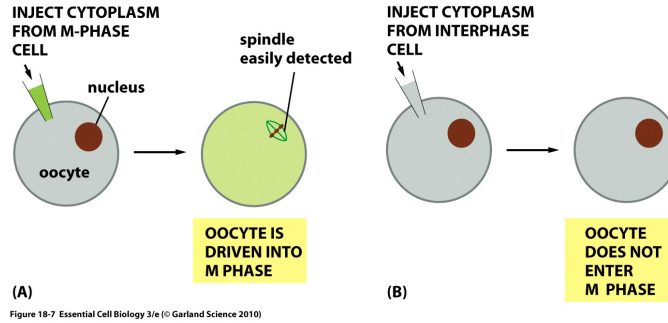 INJECT CYTOPLASM
FROM M-PHASE
CELL
nucleus
oocyte
spindle
easily detected
OOCYTE IS
DRIVEN INTO
M PHASE
(A)
INJECT CYTOPLASM
FROM INTERPHASE
CELL
OOCYTE
DOES NOT
ENTER
M PHASE
(B)
Figure 18-7 Essential Cell Biology 3/e (© Garland Science 2010)